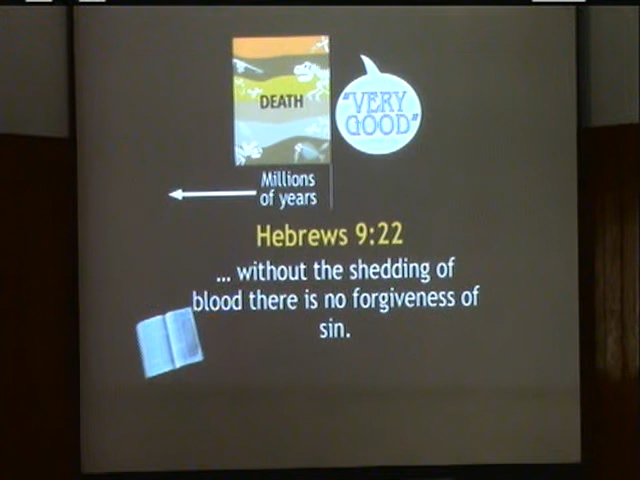 DEATH
"VERY
GOOD"
Millions
of years
Hebrews 9:22
... without the shedding of
blood there is no forgiveness of
sin.